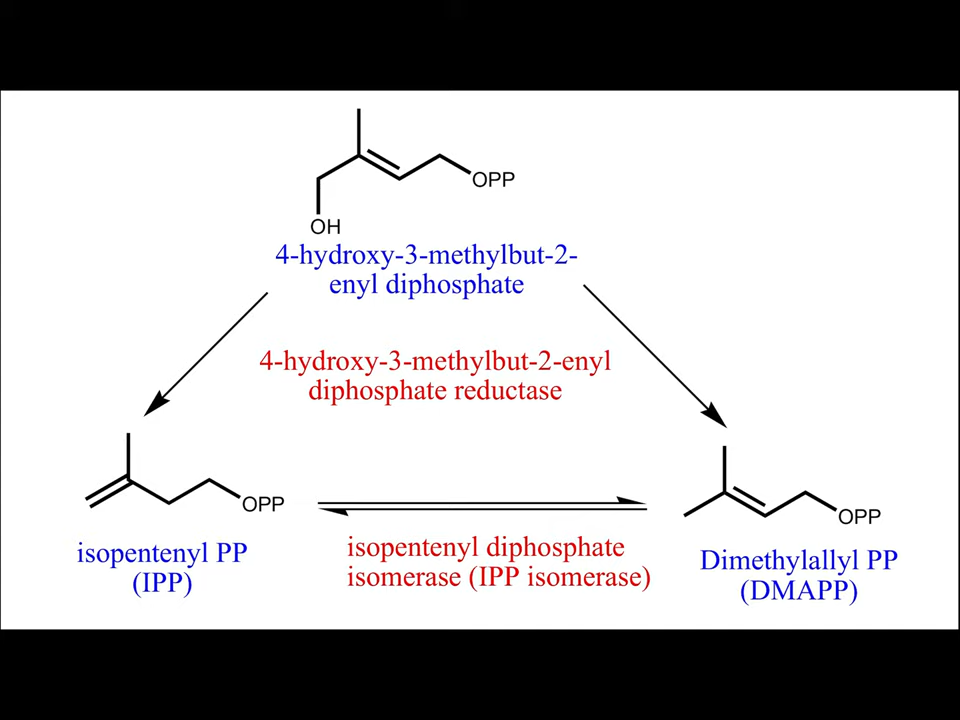 OPP
OH
4-hydroxy-3-methylbut-2-
enyl diphosphate
4-hydroxy-3-methylbut-2-enyl
diphosphate reductase
OPP
OPP
isopentenyl PP
(IPP)
isopentenyl diphosphate
isomerase (IPP isomerase)
Dimethylallyl PP
(DMAPP)